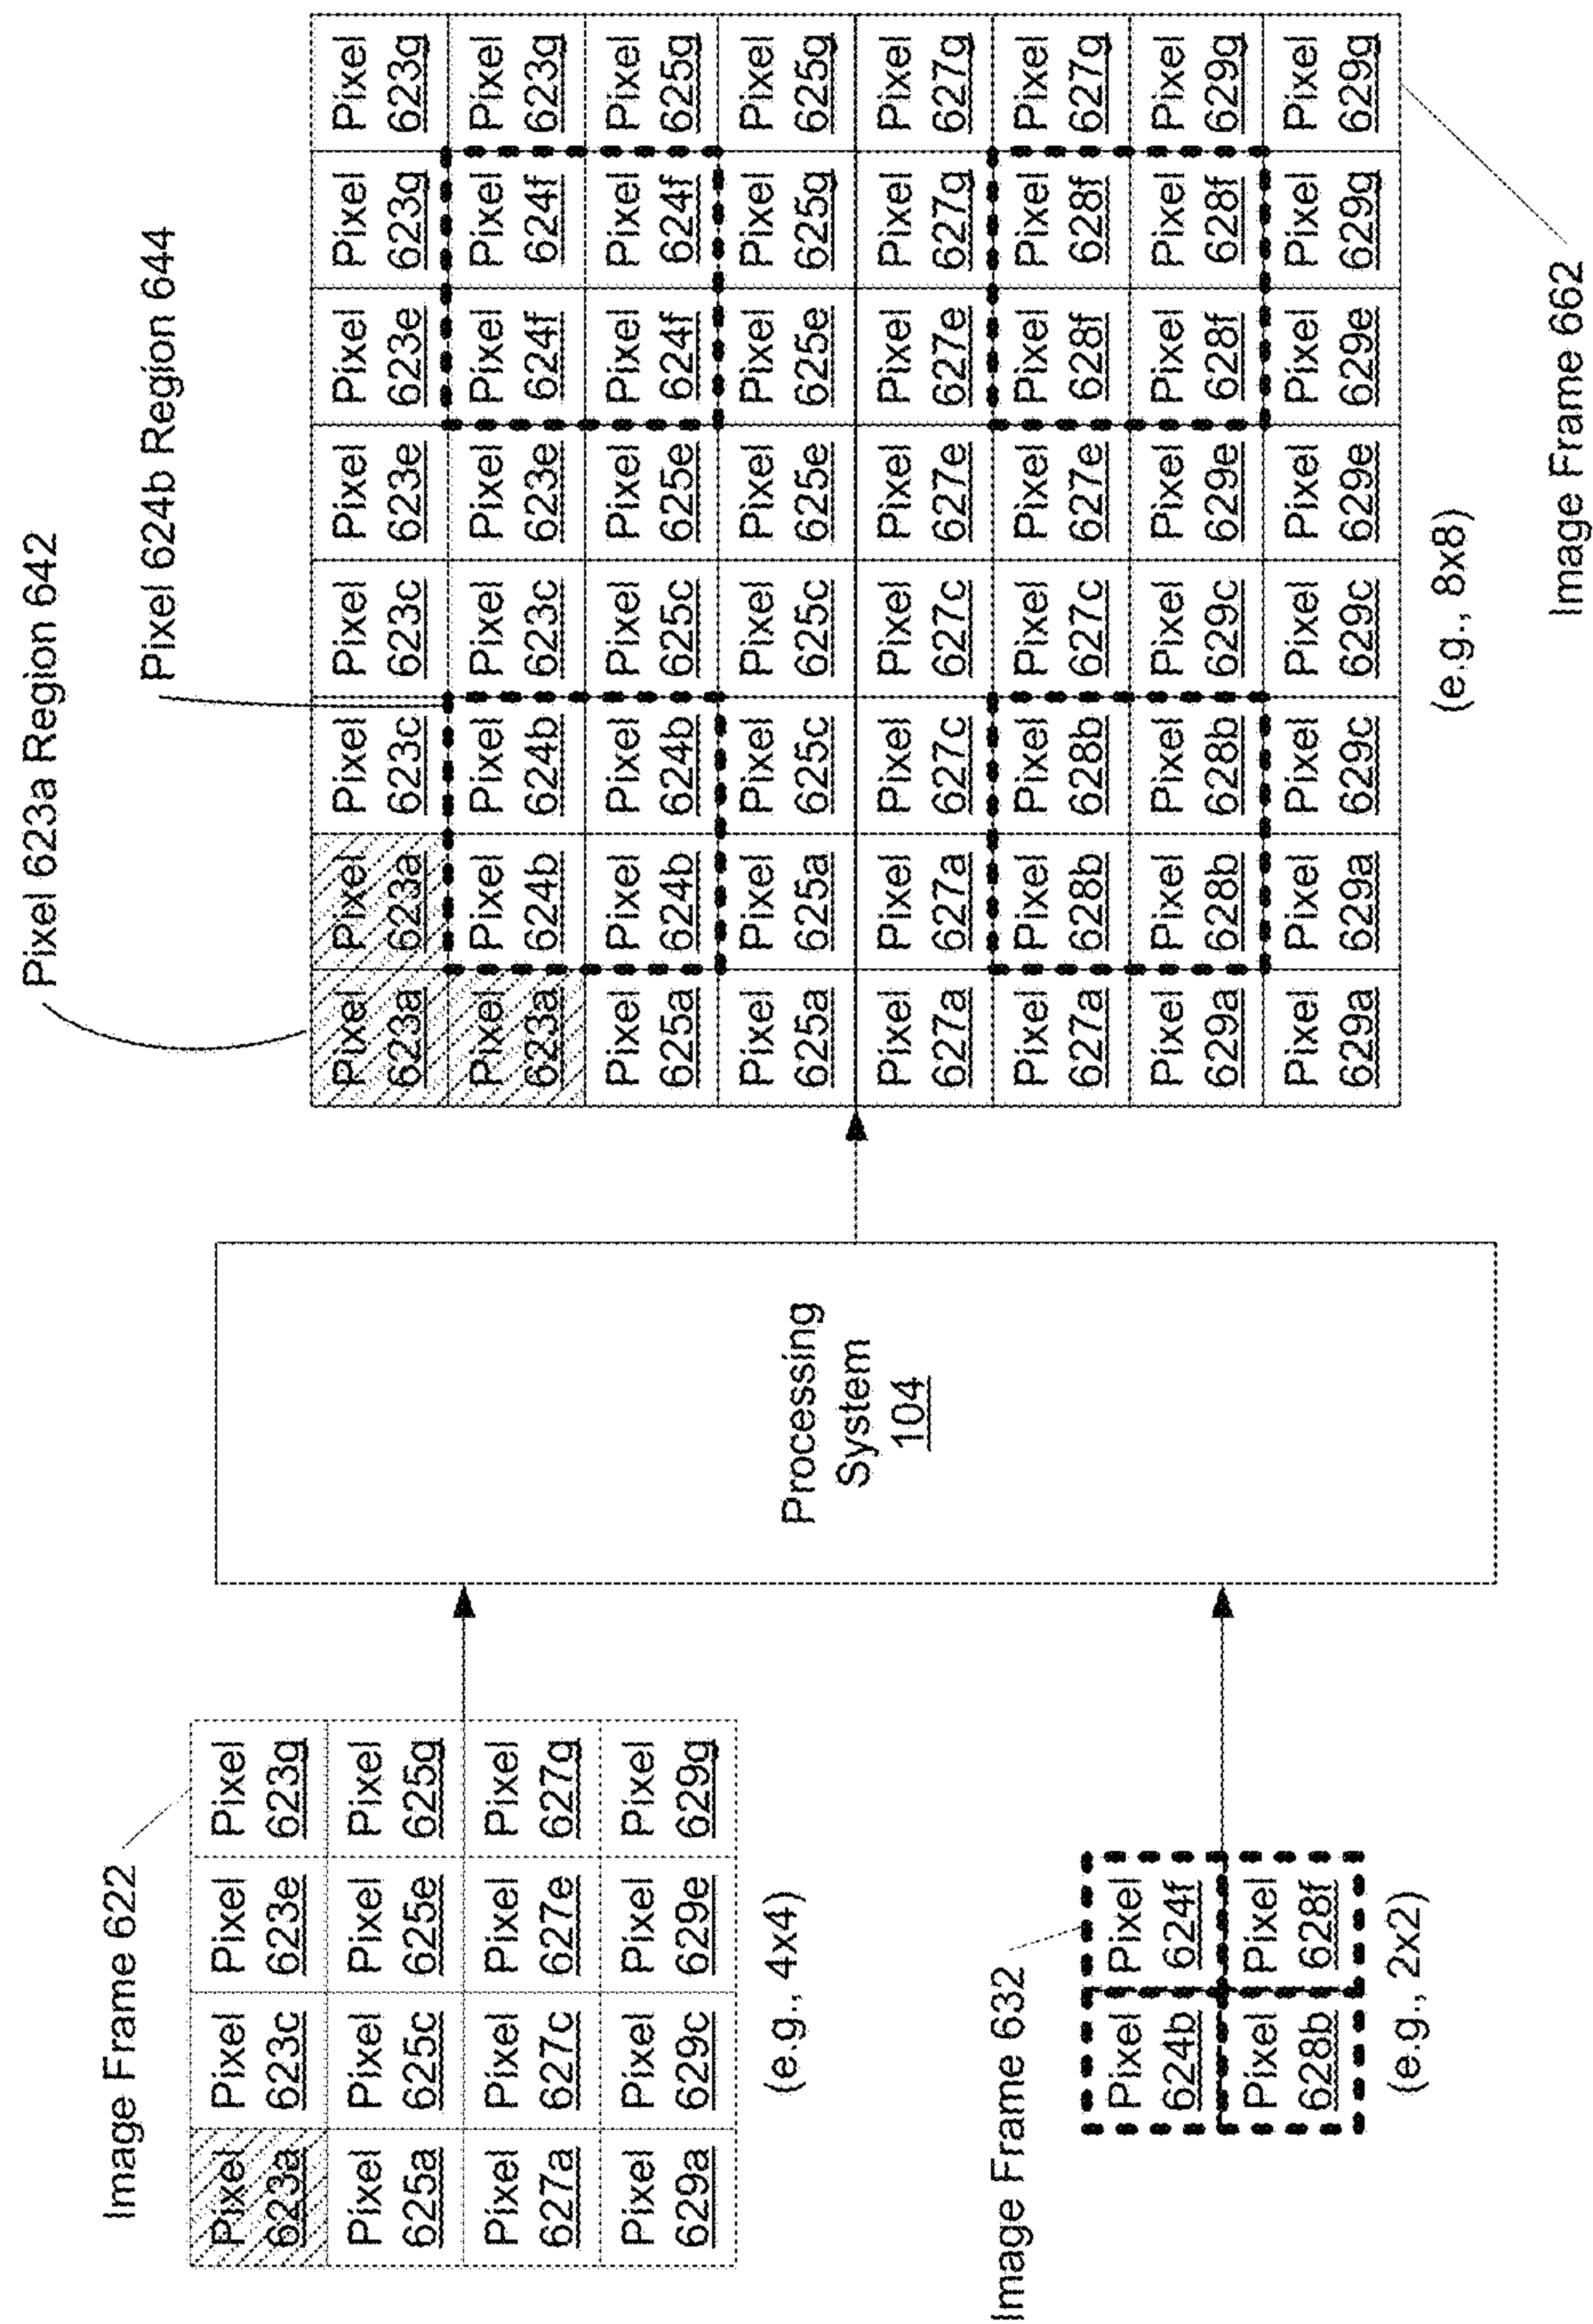 Image Frame 622
Pixel Pixel Pixel Pixel
623a 623c 623e 623g
Pixel Pixel Pixel Pixel
625a 625c 625e 625g
Pixel Pixel Pixel Pixel
627a 627c 627e 627g
Pixel Pixel Pixel Pixel
629a 629c 629e 629g
(e.g., 4x4)
Image Frame 632
Pixel Pixel
624b 624f
Pixel Pixel
628b 628f
(e.g., 2x2)
Processing
System
104
Pixel 623a Region 642
Pixel 624b Region 644
Pixel Pixel Pixel Pixel Pixel Pixel Pixel Pixel
623a 623a 623c 623c 623e 623e 623g 623g
Pixel Pixel Pixel Pixel Pixel Pixel Pixel Pixel
623a 624b 624b 623c 623e 624f 624f 623g
Pixel Pixel Pixel Pixel Pixel Pixel Pixel Pixel
625a 624b 624b 625c 625e 624f 624f 625g
Pixel Pixel Pixel Pixel Pixel Pixel Pixel Pixel
625a 625a 625c 625c 625e 625e 625g 625g
Pixel Pixel Pixel Pixel Pixel Pixel Pixel Pixel
627a 627a 627c 627c 627e 627e 627g 627g
Pixel Pixel Pixel Pixel Pixel Pixel Pixel Pixel
627a 628b 628b 627c 627e 628f 628f 627g
Pixel Pixel Pixel Pixel Pixel Pixel Pixel Pixel
629a 628b 628b 629c 629e 628f 628f 629g
Pixel Pixel Pixel Pixel Pixel Pixel Pixel Pixel
629a 629a 629c 629c 629e 629e 629g 629g
(e.g., 8x8)
Image Frame 662